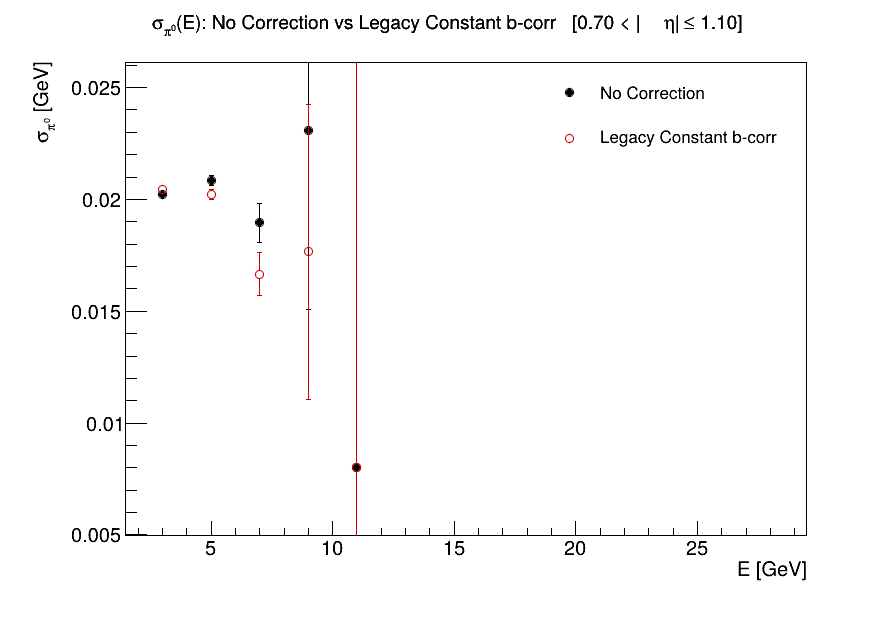 σπ⁰(E): No Correction vs Legacy Constant b-corr [0.70 < | η| ≤ 1.10]
σπ⁰ [GeV]
No Correction
Legacy Constant b-corr
0.025
0.02
0.015
0.01
0.005
5 10 15 20 25
E [GeV]